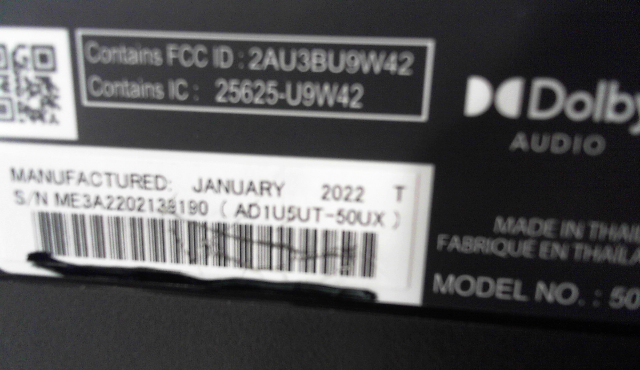 Contains FCC ID : 2AU3BU9W42
Contains IC : 25625-U9W42
Dolby
AUDIO
MANUFACTURED: JANUARY 2022 T
S/N ME3A2202138190 ( AD1U5UT-50UX )
MADE IN THAI
FABRIQUE EN THAILA
MODEL NO. : 50